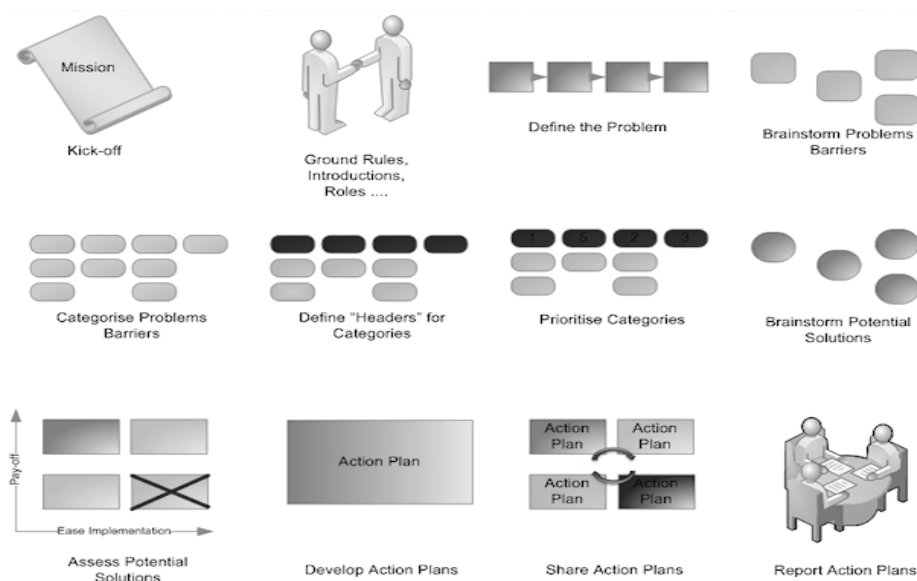 Mission
Kick-off
Ground Rules,
Introductions,
Roles ....
Define the Problem
Brainstorm Problems
Barriers
Categorise Problems
Barriers
Define "Headers" for
Categories
1 5 2 3
Prioritise Categories
Brainstorm Potential
Solutions
Pay-off
Ease Implementation
Assess Potential
Solutions
Action Plan
Develop Action Plans
Action Plan
Action Plan
Action Plan
Action Plan
Share Action Plans
Report Action Plans